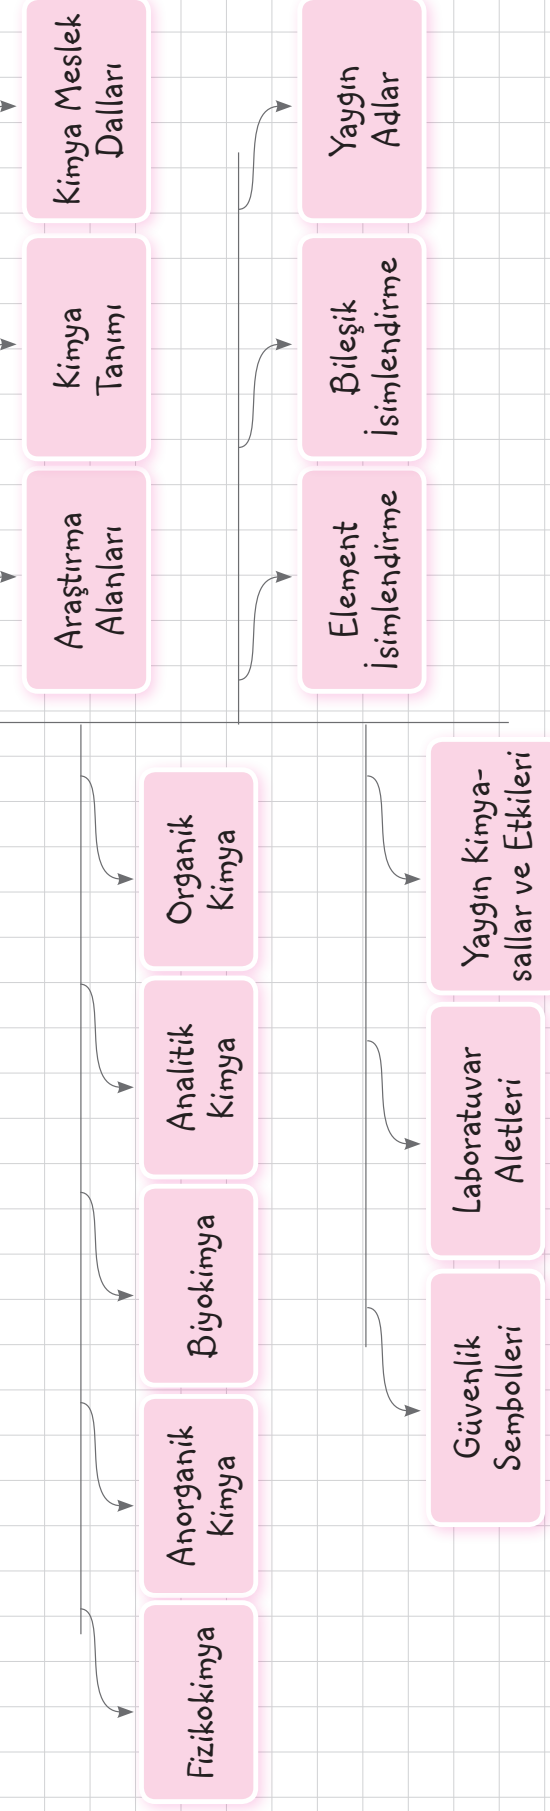 Kimya Meslek
Dalları
Kimya
Tanımı
Araştırma
Alanları
Yaygın
Adlar
Bileşik
İsimlendirme
Element
İsimlendirme
Organik
Kimya
Analitik
Kimya
Biyokimya
Anorganik
Kimya
Fizikokimya
Yaygın Kimya-
sallar ve Etkileri
Laboratuvar
Aletleri
Güvenlik
Sembolleri